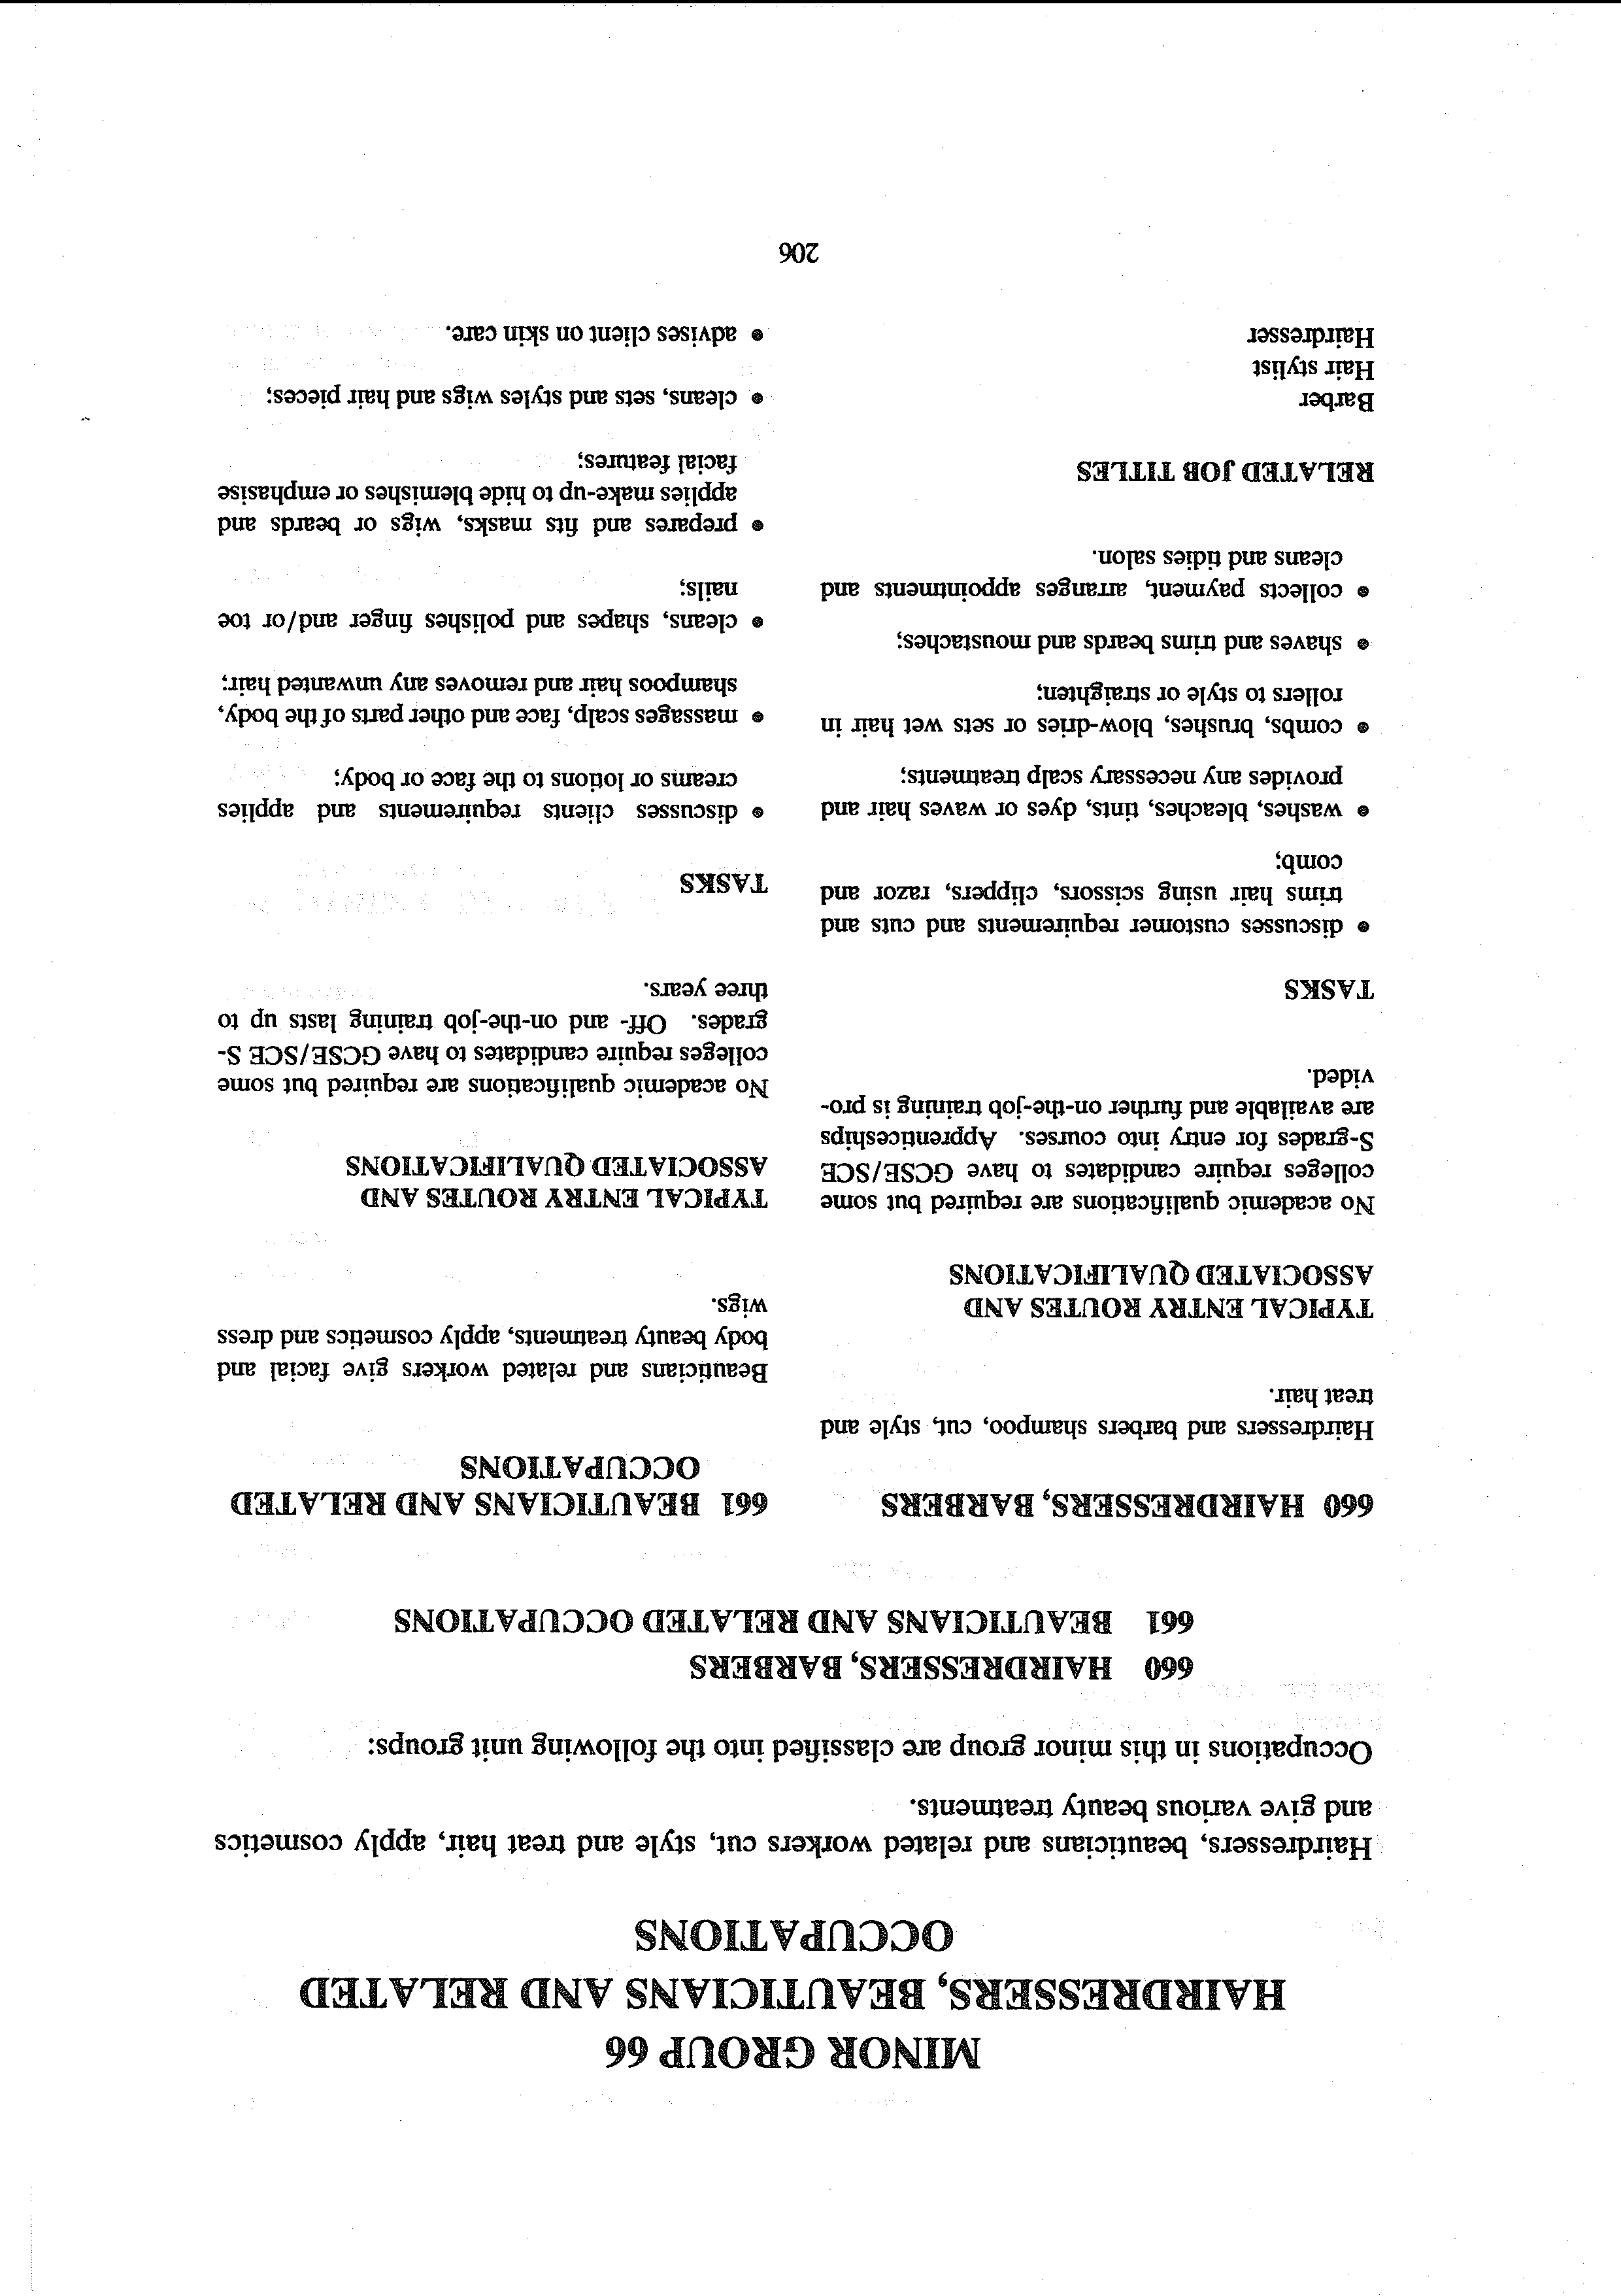 MINOR GROUP 66
HAIRDRESSERS, BEAUTICIANS AND RELATED
OCCUPATIONS
Hairdressers, beauticians and related workers cut, style and treat hair, apply cosmetics
and give various beauty treatments.
Occupations in this minor group are classified into the following unit groups:
660 HAIRDRESSERS, BARBERS
661 BEAUTICIANS AND RELATED OCCUPATIONS
660 HAIRDRESSERS, BARBERS
Hairdressers and barbers shampoo, cut, style and
treat hair.
TYPICAL ENTRY ROUTES AND
ASSOCIATED QUALIFICATIONS
No academic qualifications are required but some
colleges require candidates to have GCSE/SCE
S-grades for entry into courses. Apprenticeships
are available and further on-the-job training is pro-
vided.
TASKS
• discusses customer requirements and cuts and
trims hair using scissors, clippers, razor and
comb;
• washes, bleaches, tints, dyes or waves hair and
provides any necessary scalp treatments;
• combs, brushes, blow-dries or sets wet hair in
rollers to style or straighten;
• shaves and trims beards and moustaches;
• collects payment, arranges appointments and
cleans and tidies salon.
RELATED JOB TITLES
Barber
Hair stylist
Hairdresser
661 BEAUTICIANS AND RELATED
OCCUPATIONS
Beauticians and related workers give facial and
body beauty treatments, apply cosmetics and dress
wigs.
TYPICAL ENTRY ROUTES AND
ASSOCIATED QUALIFICATIONS
No academic qualifications are required but some
colleges require candidates to have GCSE/SCE S-
grades. Off- and on-the-job training lasts up to
three years.
TASKS
• discusses clients requirements and applies
creams or lotions to the face or body;
• massages scalp, face and other parts of the body,
shampoos hair and removes any unwanted hair;
• cleans, shapes and polishes finger and/or toe
nails;
• prepares and fits masks, wigs or beards and
applies make-up to hide blemishes or emphasise
facial features;
• cleans, sets and styles wigs and hair pieces;
• advises client on skin care.
206